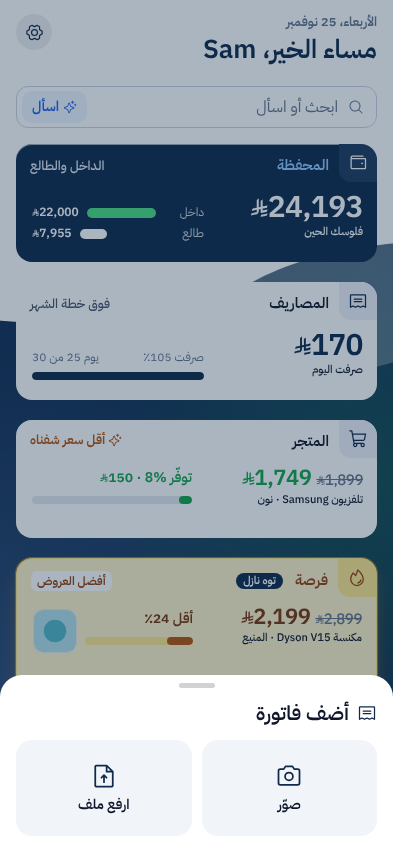 الأربعاء، 25 نوفمبر
مساء الخير، Sam
ابحث أو اسأل
اسأل
المحفظة
الداخل والطالع
24,193
فلوسك الحين
داخل 22,000
طالع 7,955
المصاريف
فوق خطة الشهر
170
صرفت اليوم
صرفت 105٪
يوم 25 من 30
المتجر
أقل سعر شفناه
1,899 1,749
تلفزيون Samsung · نون
توفّر 8% · 150
فرصة
توه نازل
أفضل العروض
2,899 2,199
مكنسة Dyson V15 · المنيع
أقل 24٪
أضف فاتورة
صوّر
ارفع ملف